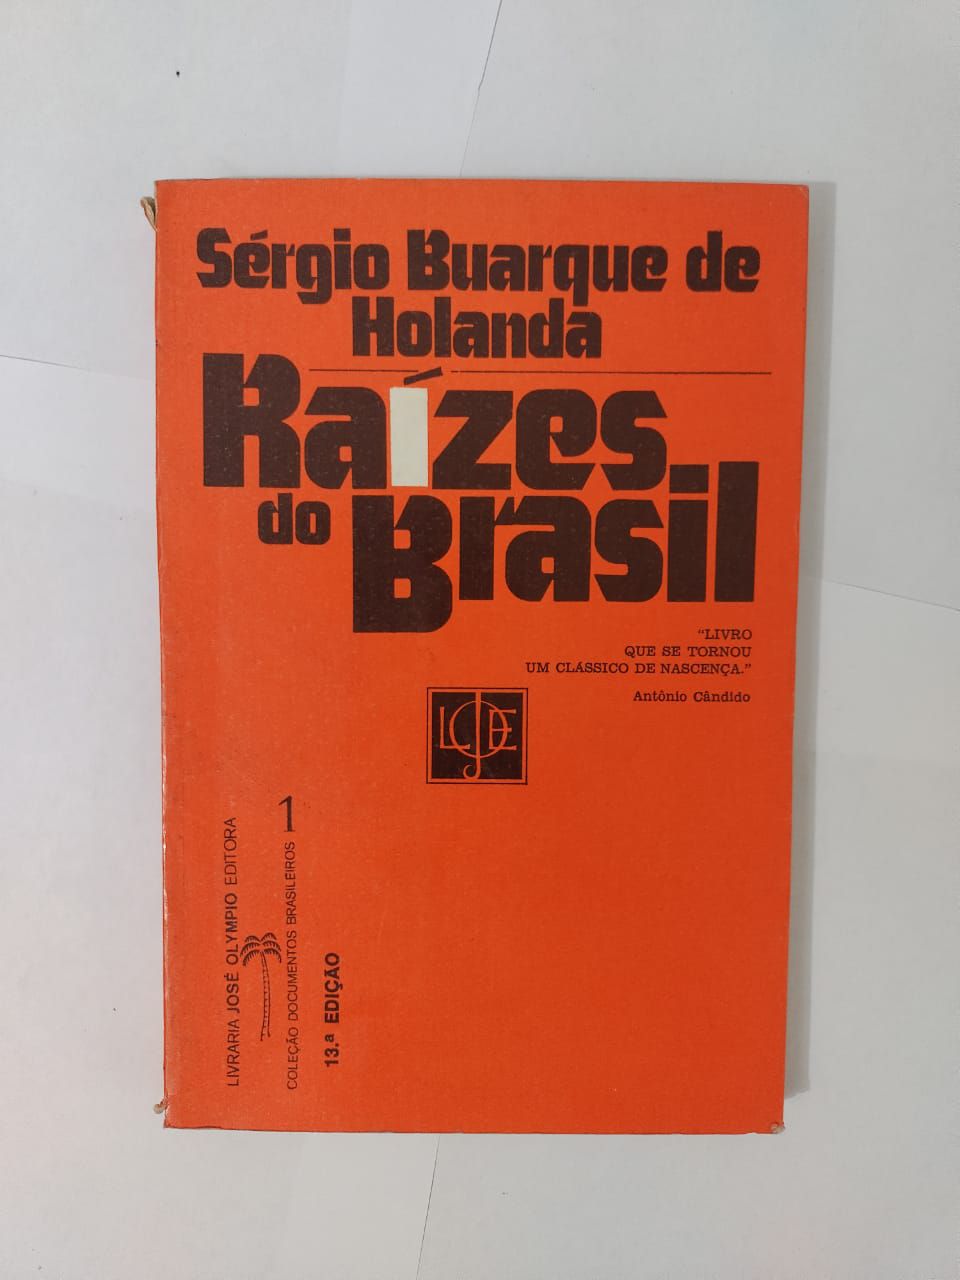 Sérgio Buarque de
Holanda
Raízes
do Brasil
“LIVRO
QUE SE TORNOU
UM CLÁSSICO DE NASCENÇA.”
Antônio Cândido
LJOE
LIVRARIA JOSÉ OLYMPIO EDITORA
COLEÇÃO DOCUMENTOS BRASILEIROS 1
13.ª EDIÇÃO